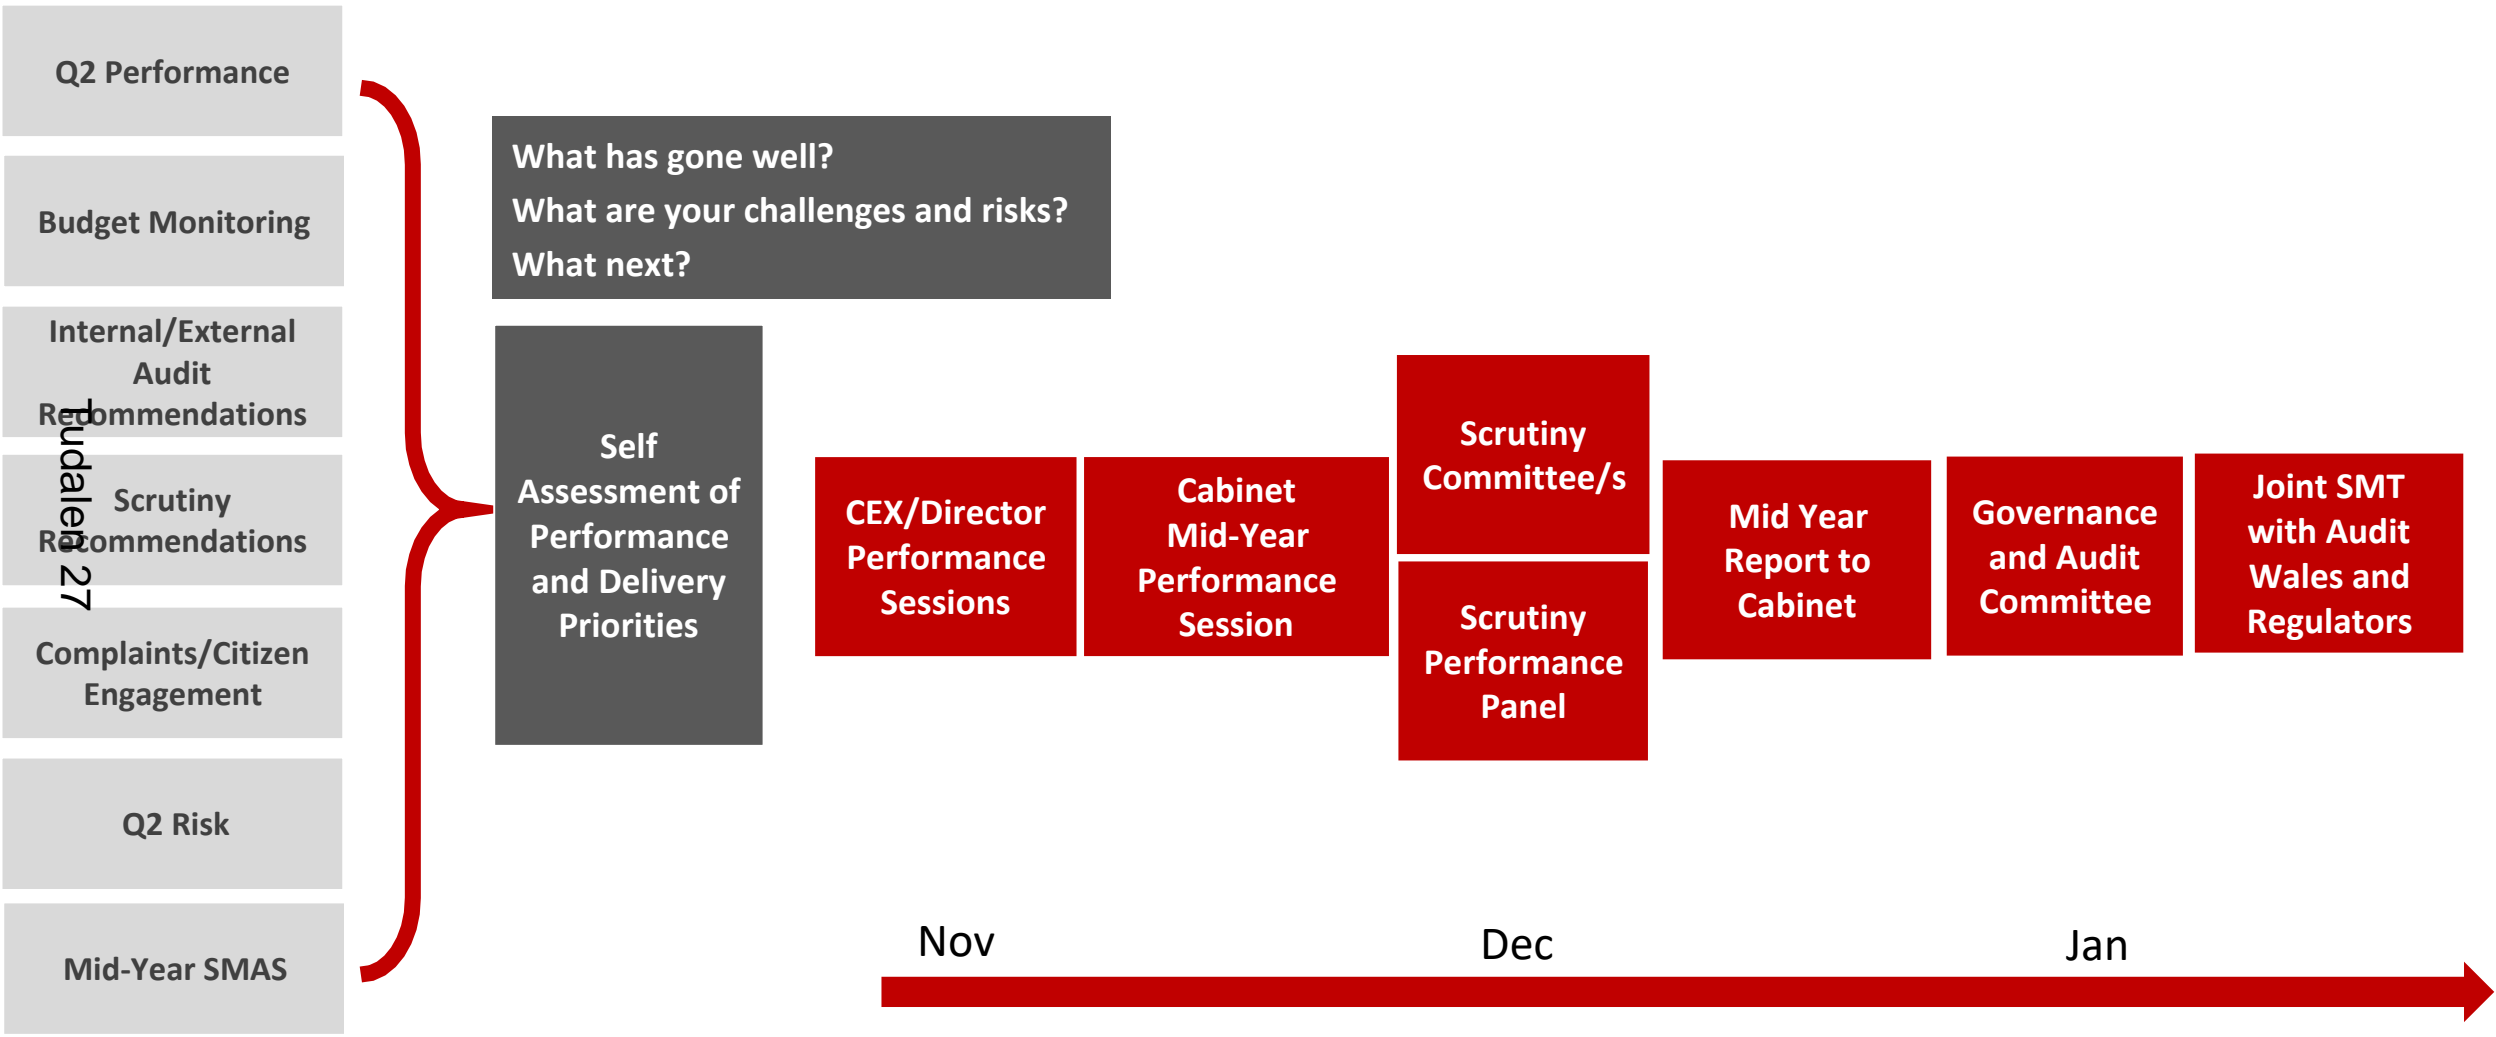 Q2 Performance
Budget Monitoring
Internal/External
Audit
Recommendations
Scrutiny
Recommendations
Complaints/Citizen
Engagement
Q2 Risk
Mid-Year SMAS
Tudalen 27
What has gone well?
What are your challenges and risks?
What next?
Self
Assessment of
Performance
and Delivery
Priorities
CEX/Director
Performance
Sessions
Cabinet
Mid-Year
Performance
Session
Scrutiny
Committee/s
Scrutiny
Performance
Panel
Mid Year
Report to
Cabinet
Governance
and Audit
Committee
Joint SMT
with Audit
Wales and
Regulators
Nov
Dec
Jan